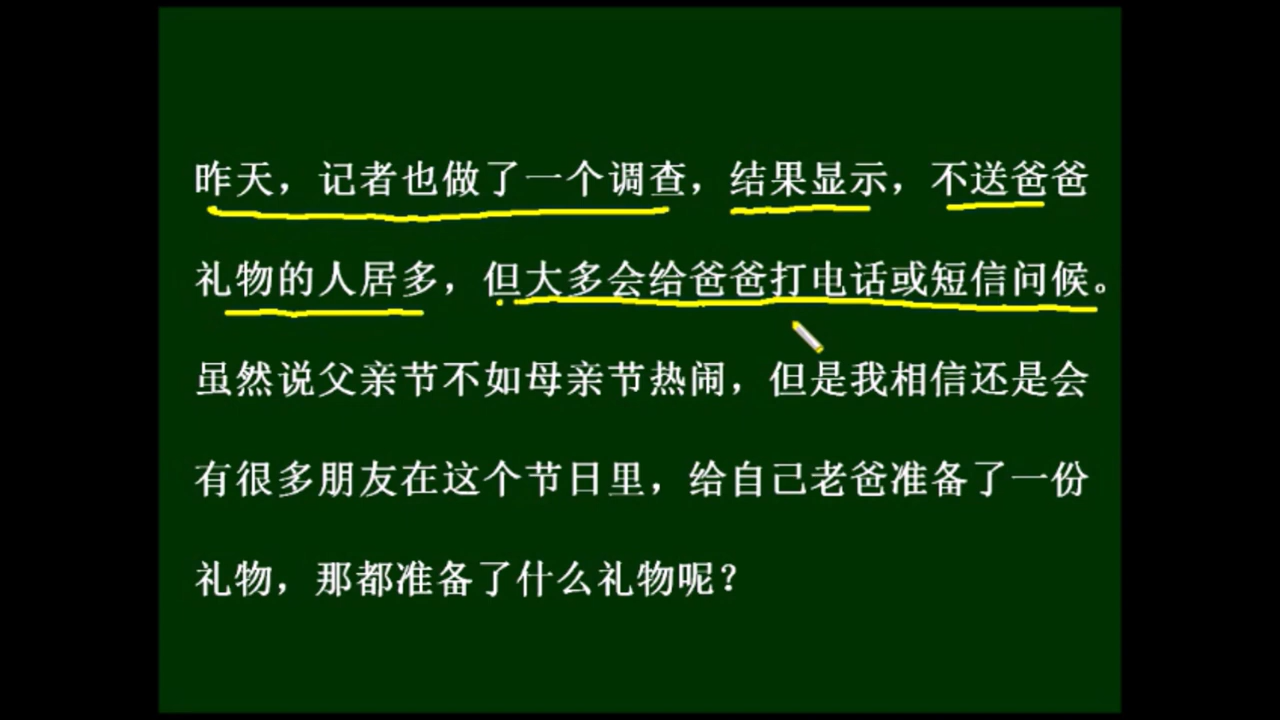 昨天，记者也做了一个调查，结果显示，不送爸爸
礼物的人居多，但大多会给爸爸打电话或短信问候。
虽然说父亲节不如母亲节热闹，但是我相信还是会
有很多朋友在这个节日里，给自己老爸准备了一份
礼物，那都准备了什么礼物呢？